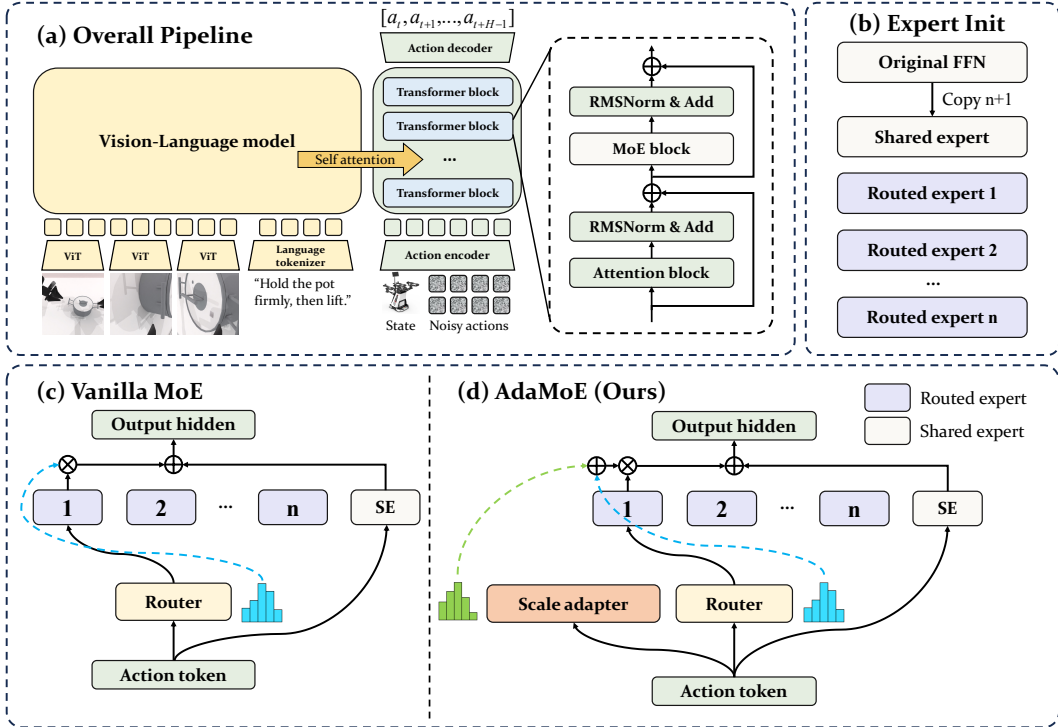 (a) Overall Pipeline
[a_t, a_{t+1}, ..., a_{t+H-1}]
Action decoder
Vision-Language model
Self attention
Transformer block
Transformer block
...
Transformer block
ViT
ViT
ViT
Language
tokenizer
Action encoder
"Hold the pot
firmly, then lift."
State
Noisy actions
RMSNorm & Add
MoE block
RMSNorm & Add
Attention block
(b) Expert Init
Original FFN
Copy n+1
Shared expert
Routed expert 1
Routed expert 2
...
Routed expert n
(c) Vanilla MoE
Output hidden
1
2
...
n
SE
Router
Action token
(d) AdaMoE (Ours)
Routed expert
Shared expert
Output hidden
1
2
...
n
SE
Scale adapter
Router
Action token